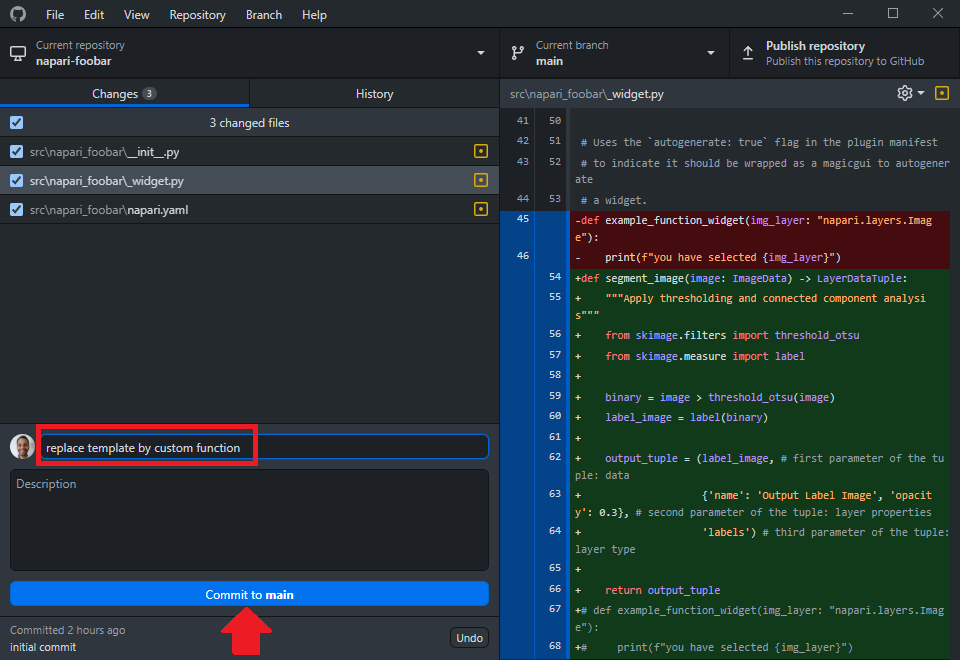 File Edit View Repository Branch Help
Current repository
napari-foobar
Current branch
main
Publish repository
Publish this repository to GitHub
Changes 3
History
3 changed files
src\napari_foobar\__init__.py
src\napari_foobar\_widget.py
src\napari_foobar\napari.yaml
replace template by custom function
Description
Commit to main
Committed 2 hours ago
initial commit
Undo
src\napari_foobar\_widget.py
41 50
42 51 # Uses the `autogenerate: true` flag in the plugin manifest
43 52 # to indicate it should be wrapped as a magicgui to autogener
ate
44 53 # a widget.
45 -def example_function_widget(img_layer: "napari.layers.Imag
e"):
46 - print(f"you have selected {img_layer}")
54 +def segment_image(image: ImageData) -> LayerDataTuple:
55 + """Apply thresholding and connected component analysi
s"""
56 + from skimage.filters import threshold_otsu
57 + from skimage.measure import label
58 +
59 + binary = image > threshold_otsu(image)
60 + label_image = label(binary)
61 +
62 + output_tuple = (label_image, # first parameter of the tu
ple: data
63 + {'name': 'Output Label Image', 'opacit
y': 0.3}, # second parameter of the tuple: layer properties
64 + 'labels') # third parameter of the tuple:
layer type
65 +
66 + return output_tuple
67 +# def example_function_widget(img_layer: "napari.layers.Imag
e"):
68 +# print(f"you have selected {img_layer}")